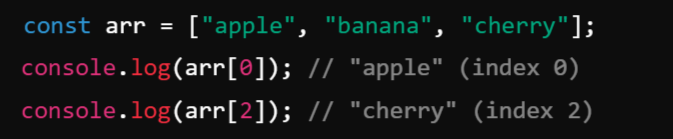 const arr = ["apple", "banana", "cherry"];
console.log(arr[0]); // "apple" (index 0)
console.log(arr[2]); // "cherry" (index 2)